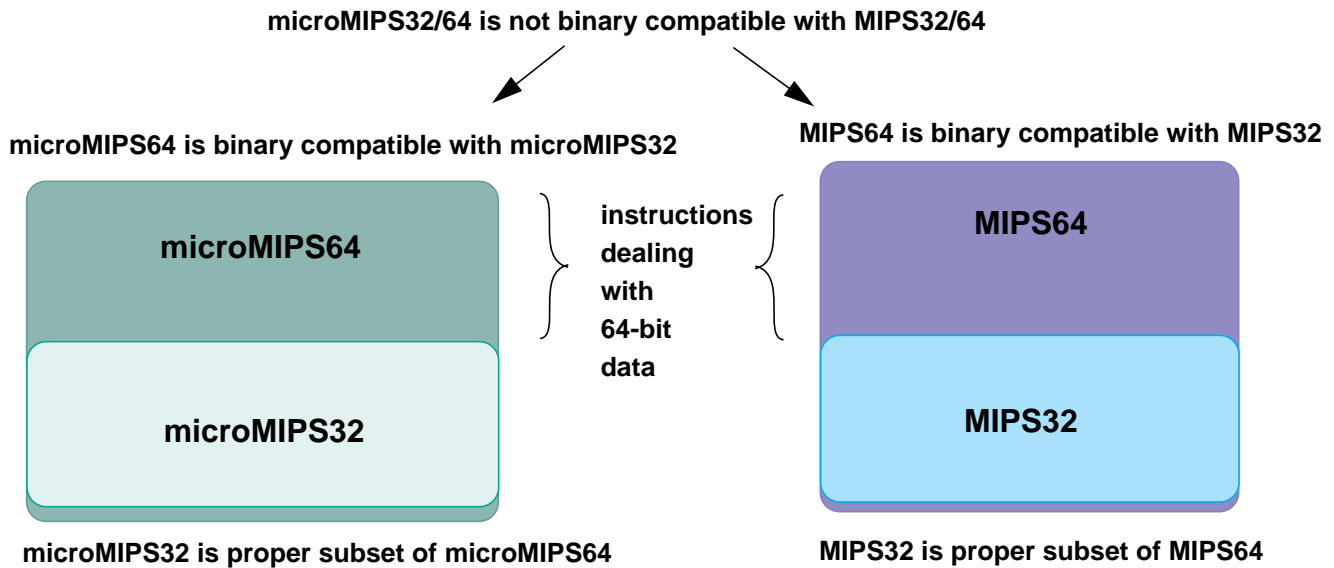 microMIPS32/64 is not binary compatible with MIPS32/64
microMIPS64 is binary compatible with microMIPS32
MIPS64 is binary compatible with MIPS32
microMIPS64
instructions
dealing
with
64-bit
data
MIPS64
microMIPS32
MIPS32
microMIPS32 is proper subset of microMIPS64
MIPS32 is proper subset of MIPS64